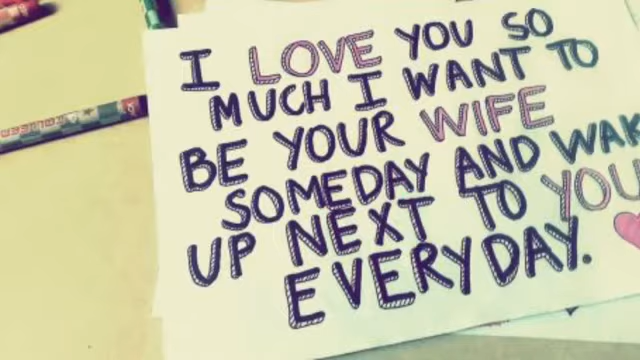 I LOVE YOU SO
MUCH I WANT TO
BE YOUR WIFE
SOMEDAY AND WAK
UP NEXT TO YOU
EVERYDAY.